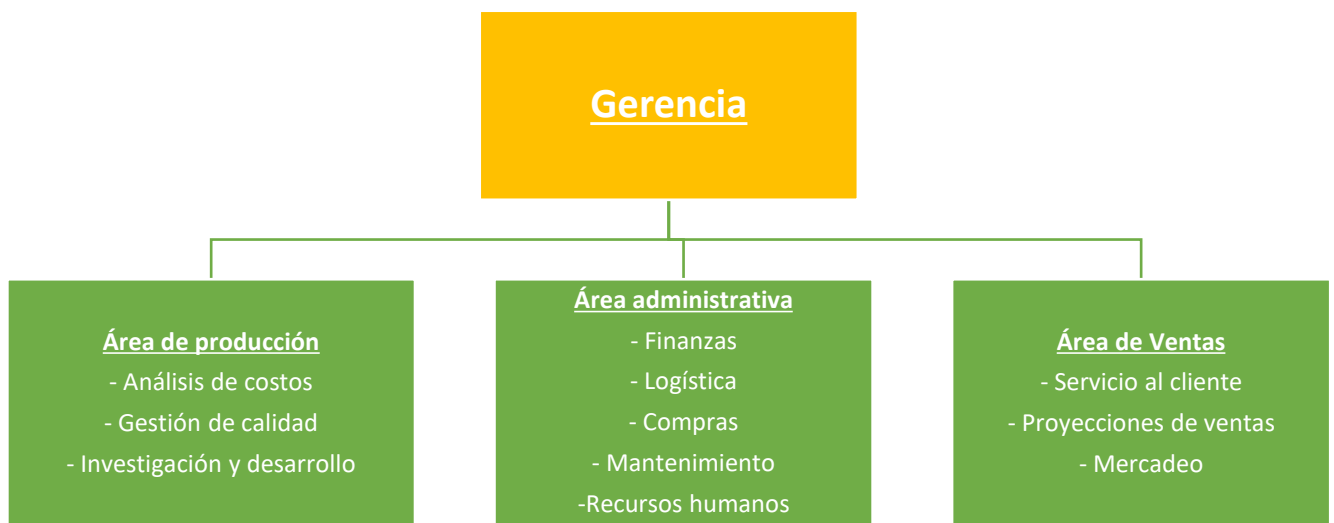 Gerencia
Área de producción
- Análisis de costos
- Gestión de calidad
- Investigación y desarrollo
Área administrativa
- Finanzas
- Logística
- Compras
- Mantenimiento
-Recursos humanos
Área de Ventas
- Servicio al cliente
- Proyecciones de ventas
- Mercadeo